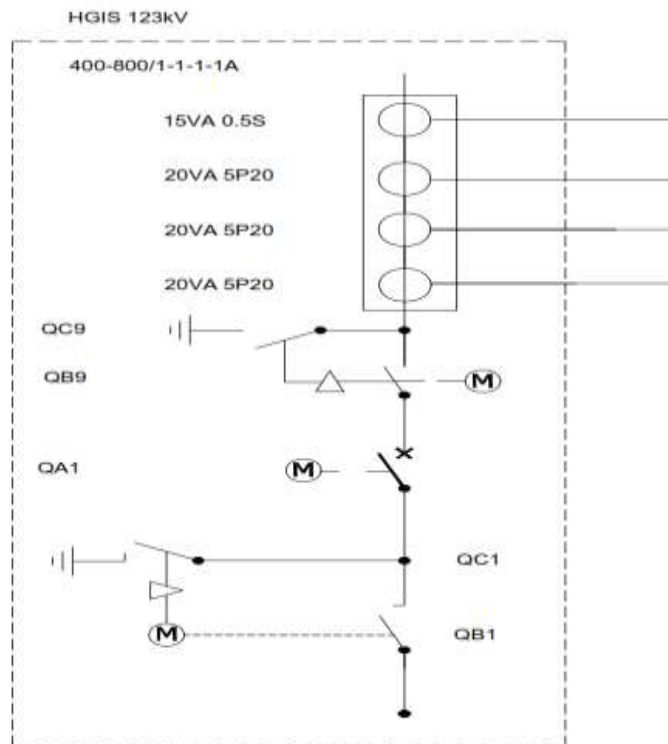 HGIS 123kV
400-800/1-1-1-1A
15VA 0.5S
20VA 5P20
20VA 5P20
20VA 5P20
QC9
QB9
M
QA1
M
QC1
M
QB1